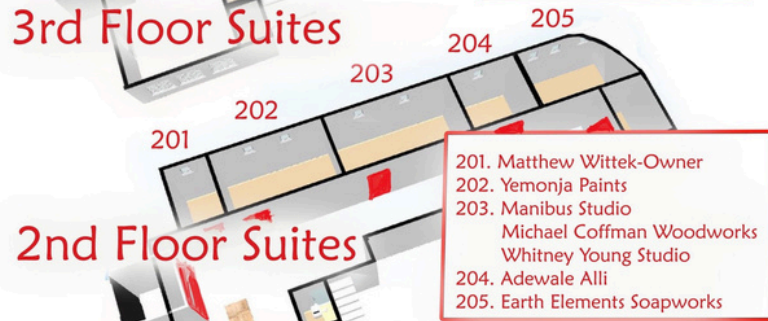 3rd Floor Suites
205
204
203
202
201
201. Matthew Wittek-Owner
202. Yemonja Paints
203. Manibus Studio
Michael Coffman Woodworks
Whitney Young Studio
204. Adewale Alli
205. Earth Elements Soapworks
2nd Floor Suites